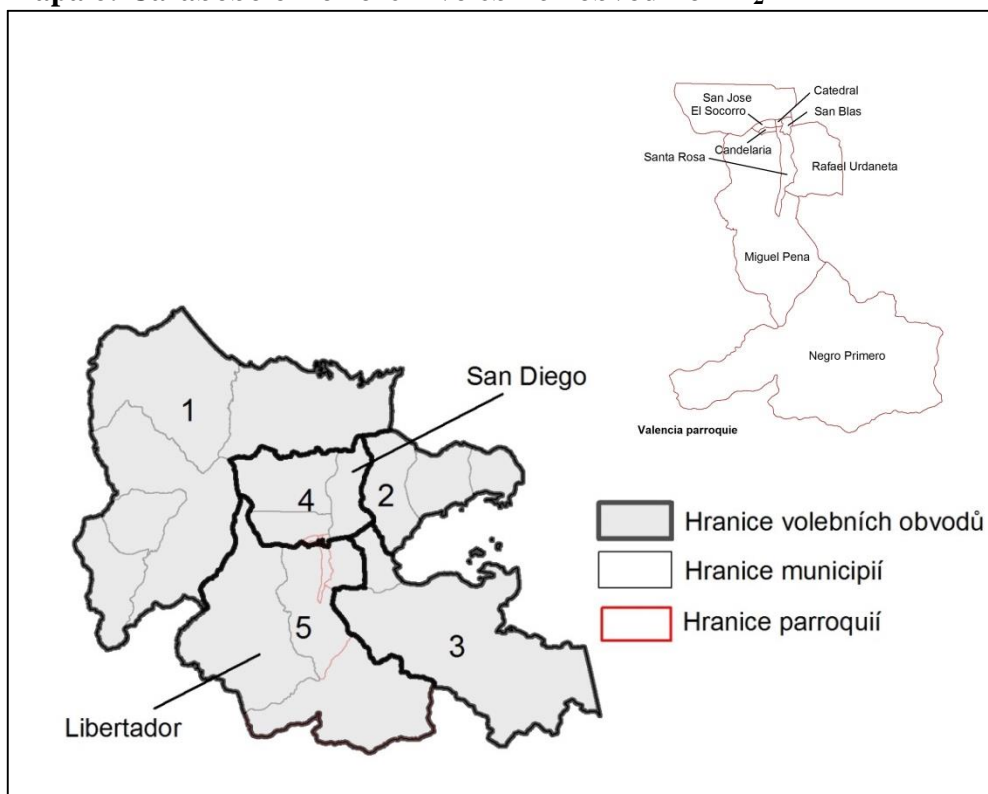 San Jose
El Socorro
Catedral
San Blas
Candelaria
Santa Rosa
Rafael Urdaneta
Miguel Pena
Negro Primero
Valencia parroquie
San Diego
1
4
2
5
3
Libertador
Hranice volebních obvodů
Hranice municipií
Hranice parroquií